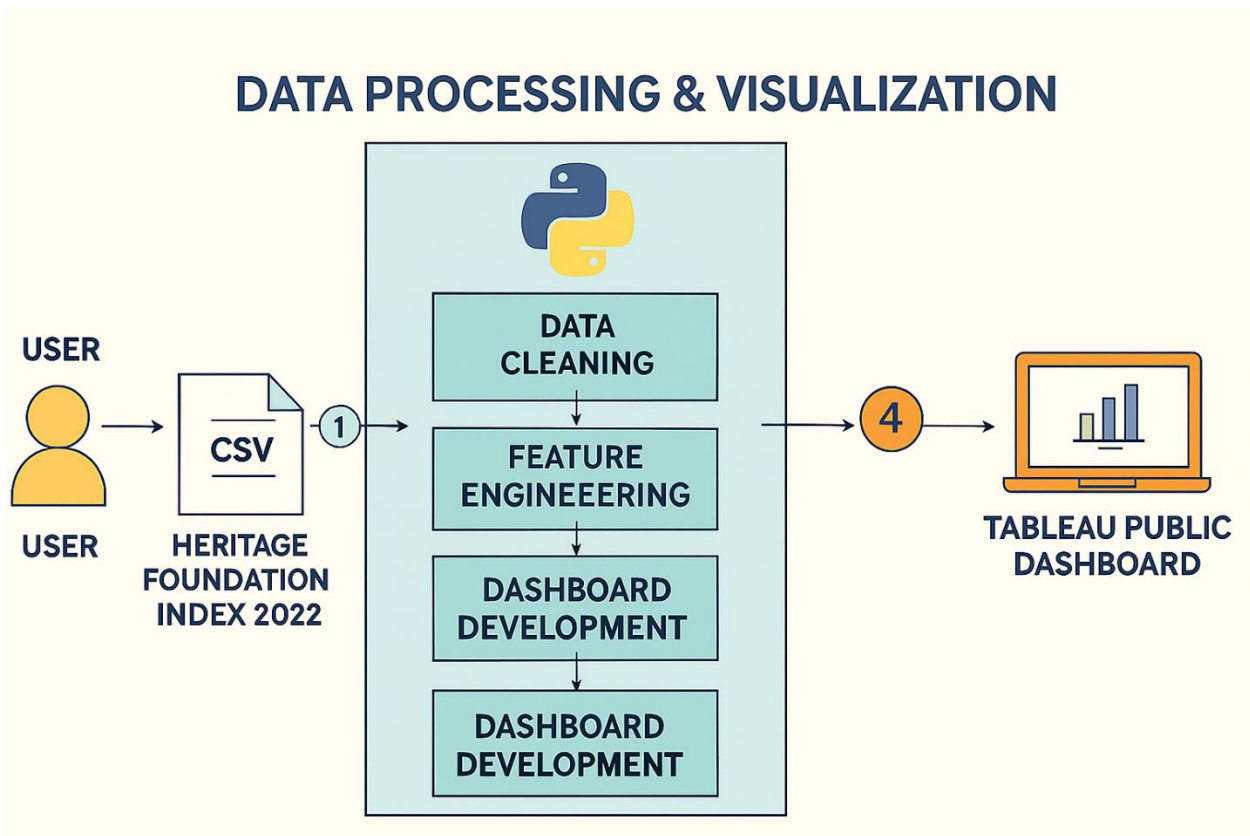 DATA PROCESSING & VISUALIZATION
USER
USER
CSV
HERITAGE
FOUNDATION
INDEX 2022
1
DATA
CLEANING
FEATURE
ENGINEEERING
DASHBOARD
DEVELOPMENT
DASHBOARD
DEVELOPMENT
4
TABLEAU PUBLIC
DASHBOARD